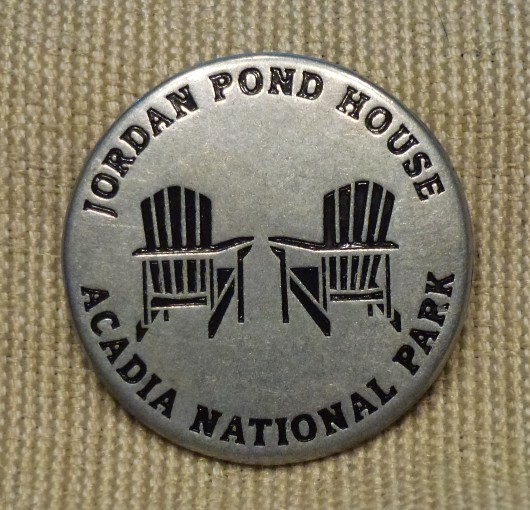 JORDAN POND HOUSE
ACADIA NATIONAL PARK